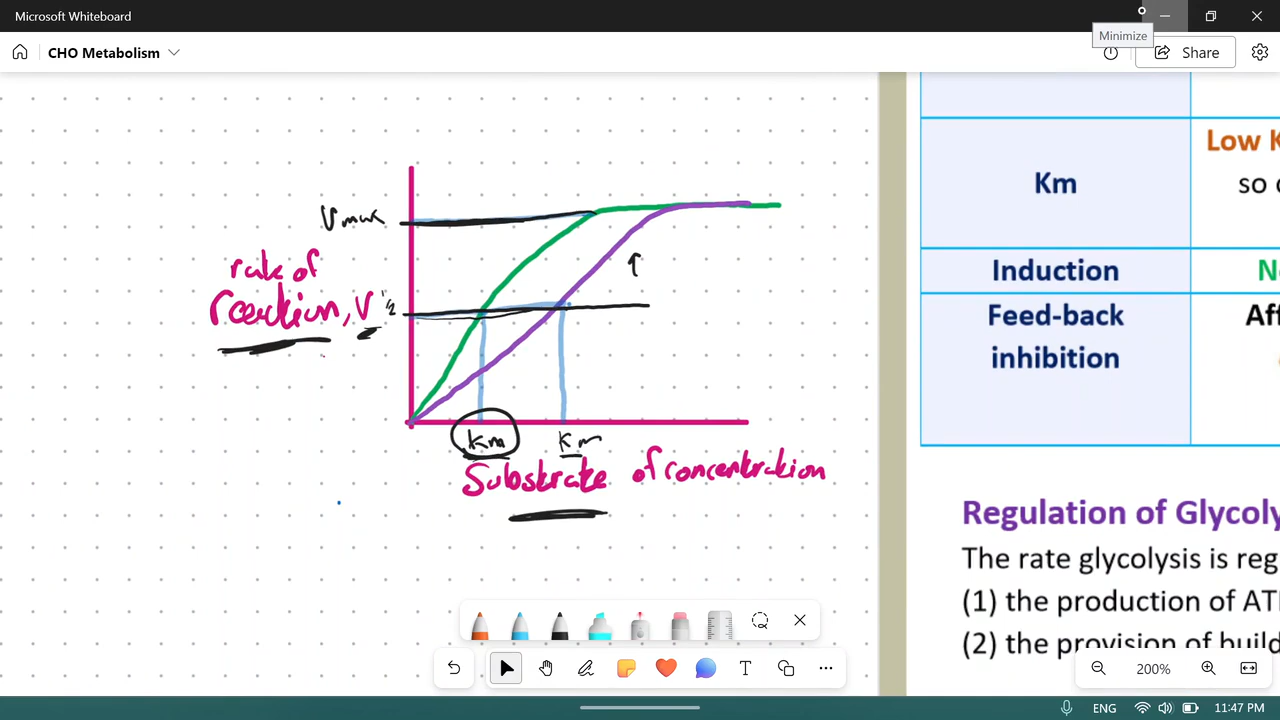 Microsoft Whiteboard
Minimize
CHO Metabolism
Share
Vmax
rate of
reaction, V
1/2
Km
Km
Substrate of concentration
Km
Low K
so
Induction
N
Feed-back
inhibition
Aff
Regulation of Glycoly
The rate glycolysis is reg
(1) the production of AT
(2) the provision of build
200%
ENG
11:47 PM